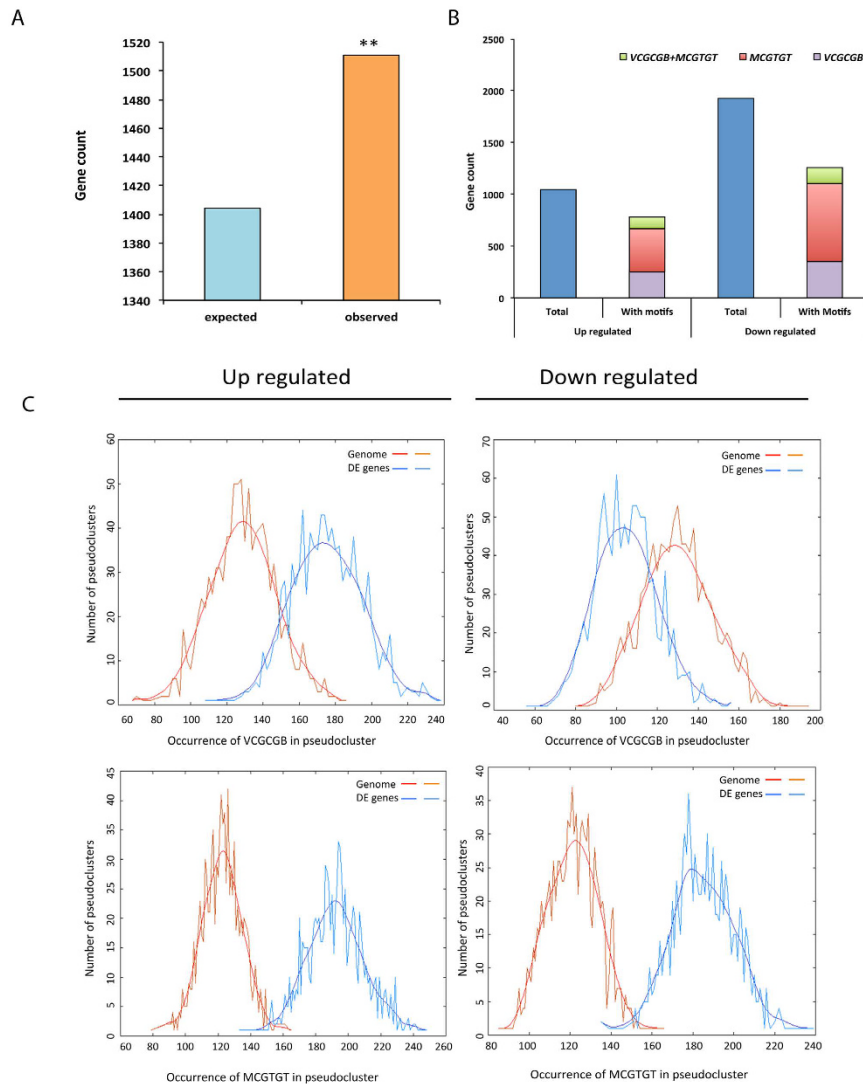 A
1520
1500
1480
1460
1440
1420
1400
1380
1360
1340
Gene count
**
expected observed
B
2500
2000
1500
1000
500
0
Gene count
VCGCGB+MCGTGT MCGTGT VCGCGB
Total With motifs Total With Motifs
Up regulated Down regulated
Up regulated Down regulated
C
60
50
40
30
20
10
0
Number of pseudoclusters
Genome
DE genes
60 80 100 120 140 160 180 200 220 240
Occurrence of VCGCGB in pseudocluster
70
60
50
40
30
20
10
0
Number of pseudoclusters
Genome
DE genes
40 60 80 100 120 140 160 180 200
Occurrence of VCGCGB in pseudocluster
45
40
35
30
25
20
15
10
5
0
Number of pseudoclusters
Genome
DE genes
60 80 100 120 140 160 180 200 220 240 260
Occurrence of MCGTGT in pseudocluster
40
35
30
25
20
15
10
5
0
Number of pseudoclusters
Genome
DE genes
80 100 120 140 160 180 200 220 240
Occurrence of MCGTGT in pseudocluster